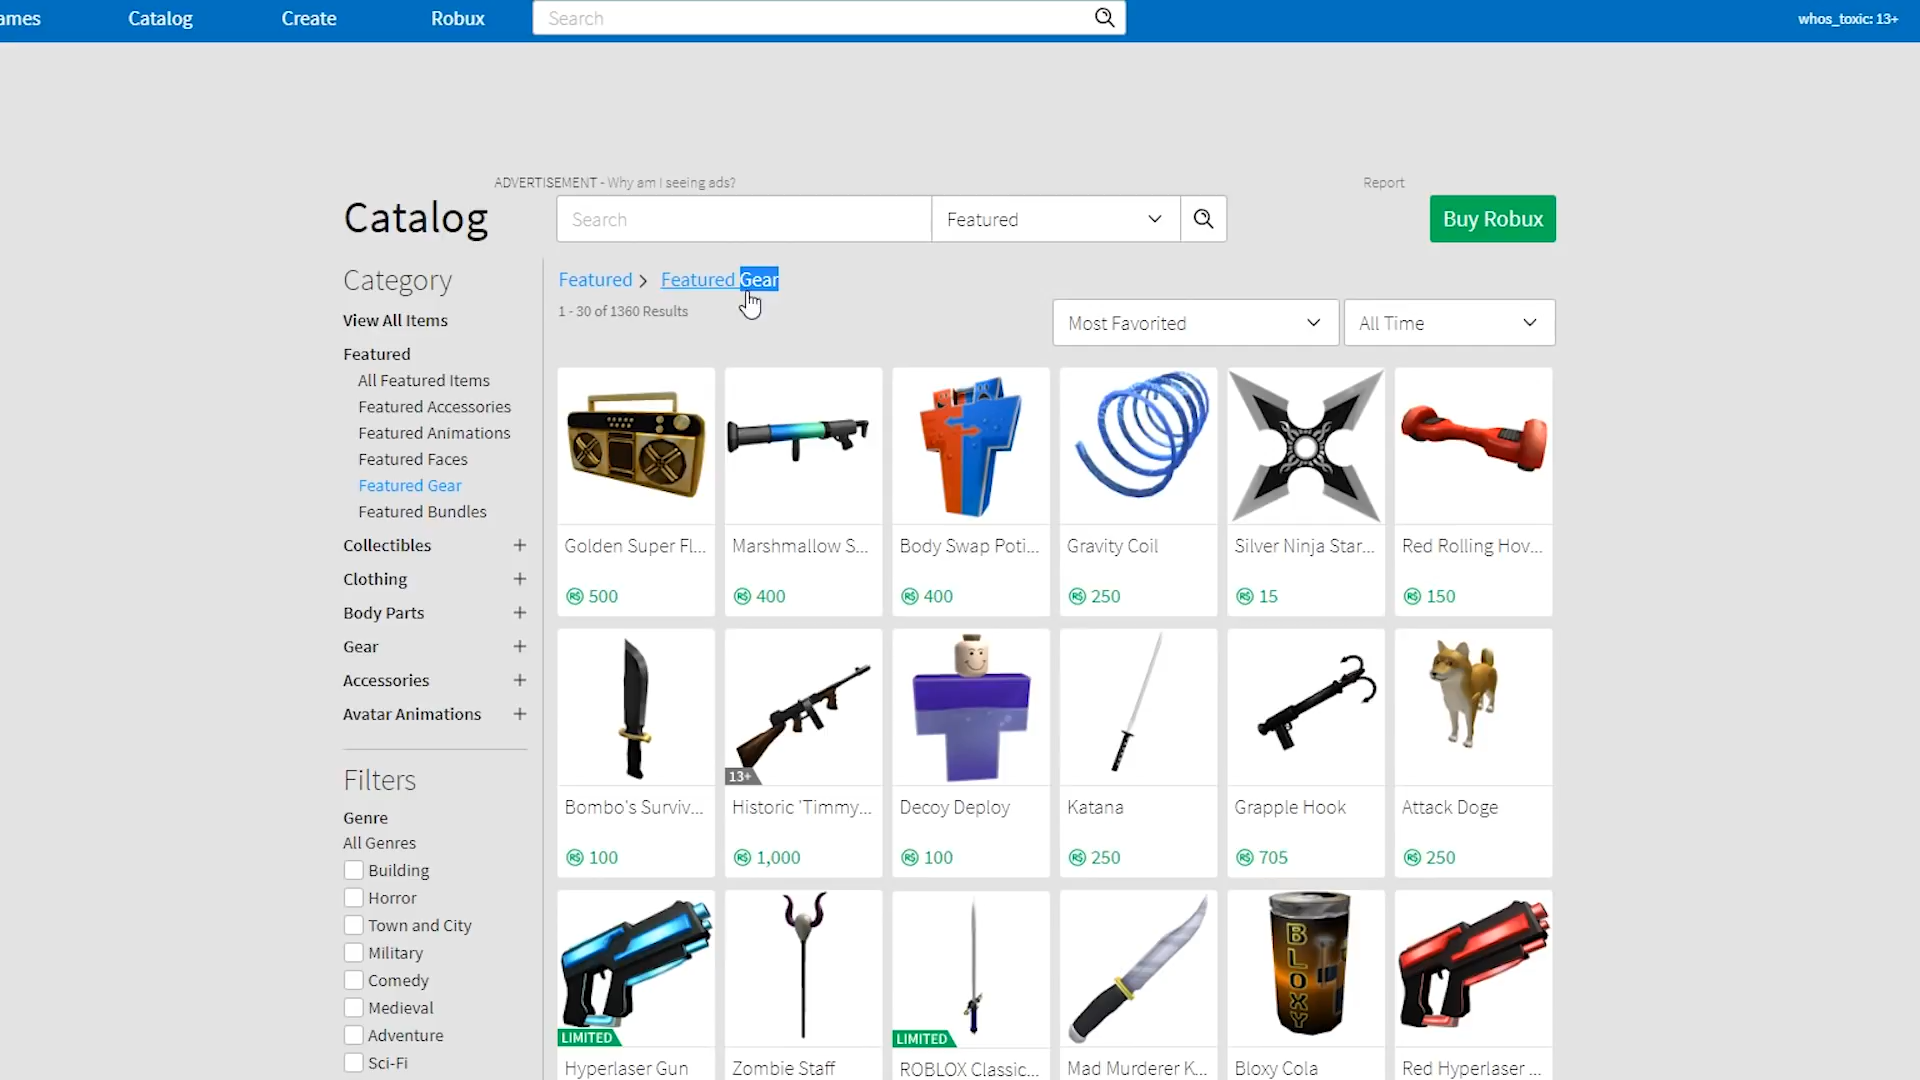 ames
Catalog
Create
Robux
Search
whos_toxic: 13+
ADVERTISEMENT - Why am I seeing ads?
Report
Catalog
Search
Featured
Buy Robux
Category
View All Items
Featured
All Featured Items
Featured Accessories
Featured Animations
Featured Faces
Featured Gear
Featured Bundles
Collectibles
Clothing
Body Parts
Gear
Accessories
Avatar Animations
Filters
Genre
All Genres
Building
Horror
Town and City
Military
Comedy
Medieval
Adventure
Sci-Fi
Featured > Featured Gear
1 - 30 of 1360 Results
Most Favorited
All Time
Golden Super Fl...
R$ 500
Marshmallow S...
R$ 400
Body Swap Poti...
R$ 400
Gravity Coil
R$ 250
Silver Ninja Star...
R$ 15
Red Rolling Hov...
R$ 150
Bombo's Surviv...
R$ 100
13+
Historic 'Timmy...
R$ 1,000
Decoy Deploy
R$ 100
Katana
R$ 250
Grapple Hook
R$ 705
Attack Doge
R$ 250
LIMITED
Hyperlaser Gun
Zombie Staff
LIMITED
ROBLOX Classic...
Mad Murderer K...
BLOXY
Bloxy Cola
Red Hyperlaser ...